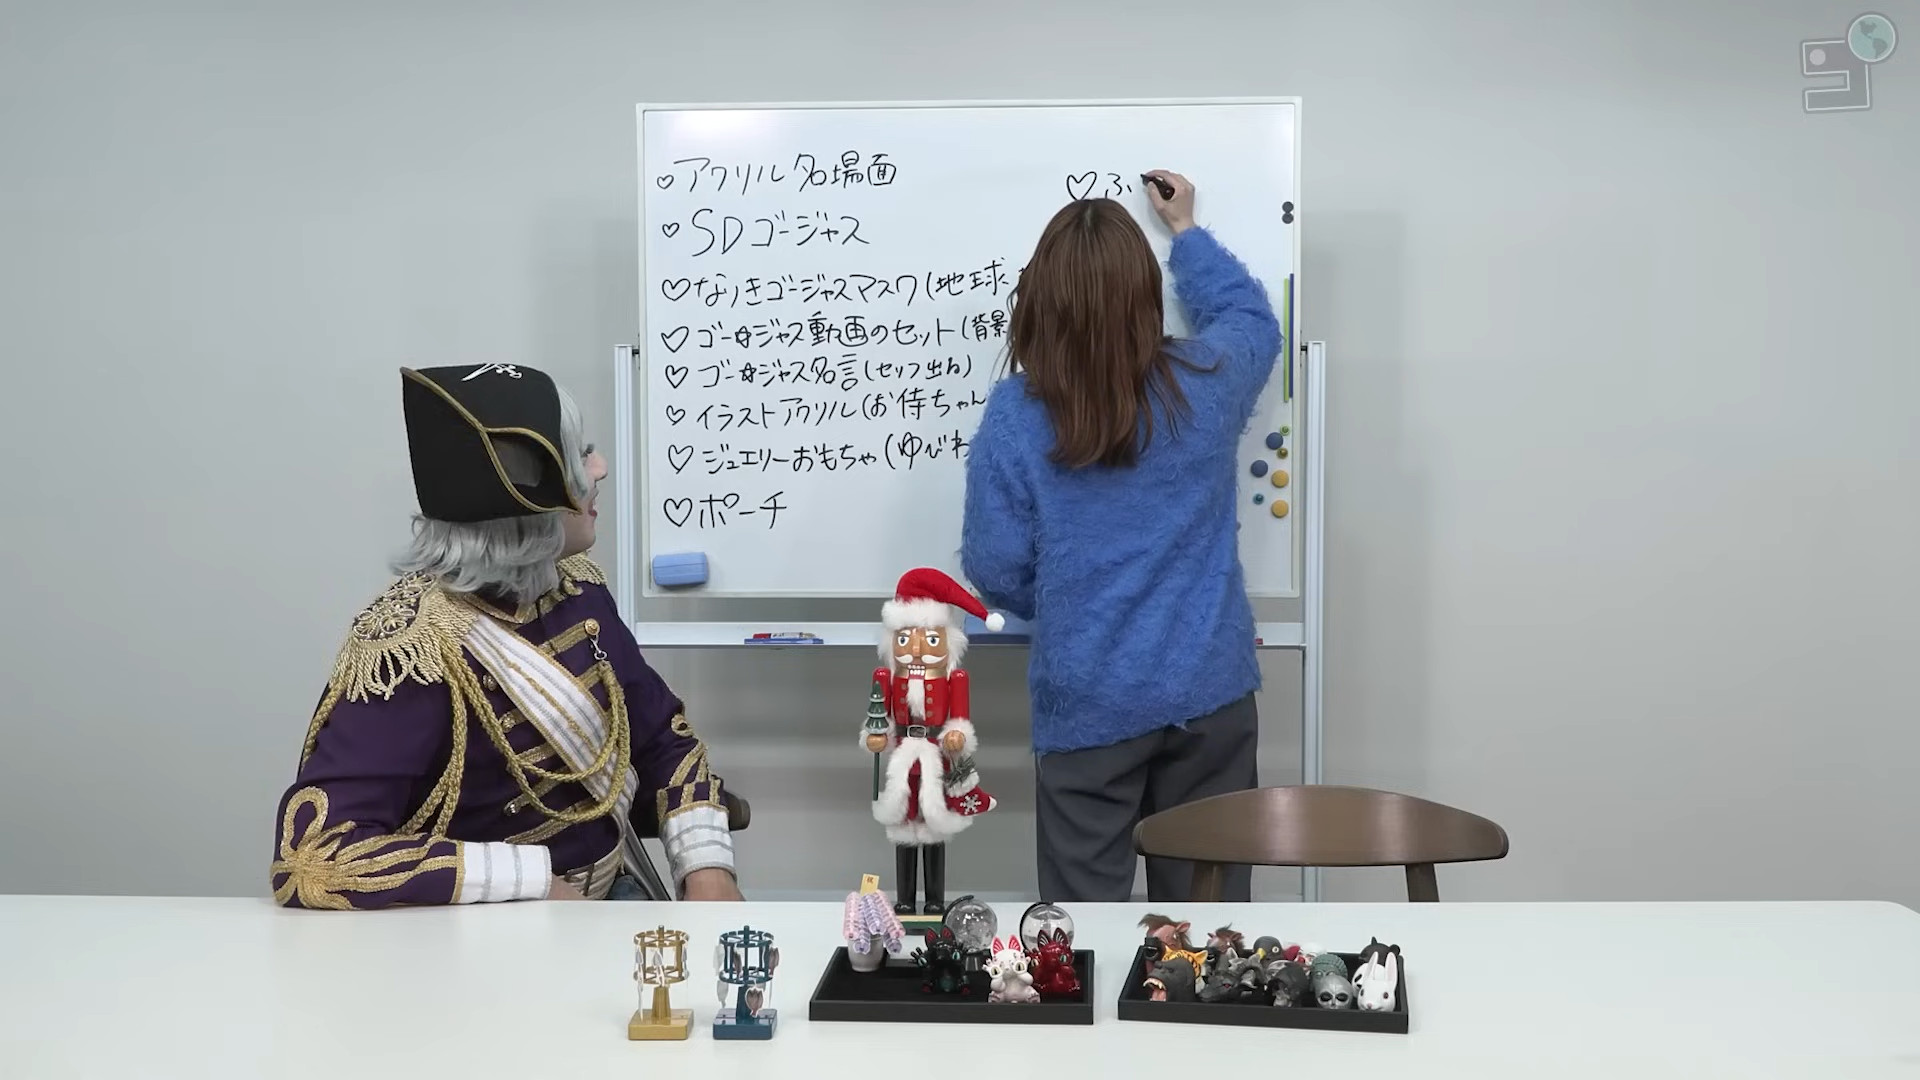 ♡アクリル名場面
♡SDゴージャス
♡なりきゴージャスマスク(地球
♡ゴー☆ジャス動画のセット(背景
♡ゴー☆ジャス名言(セリフ出る)
♡イラストアクリル(お侍ちゃん
♡ジュエリーおもちゃ(ゆびわ
♡ポーチ
♡ふ